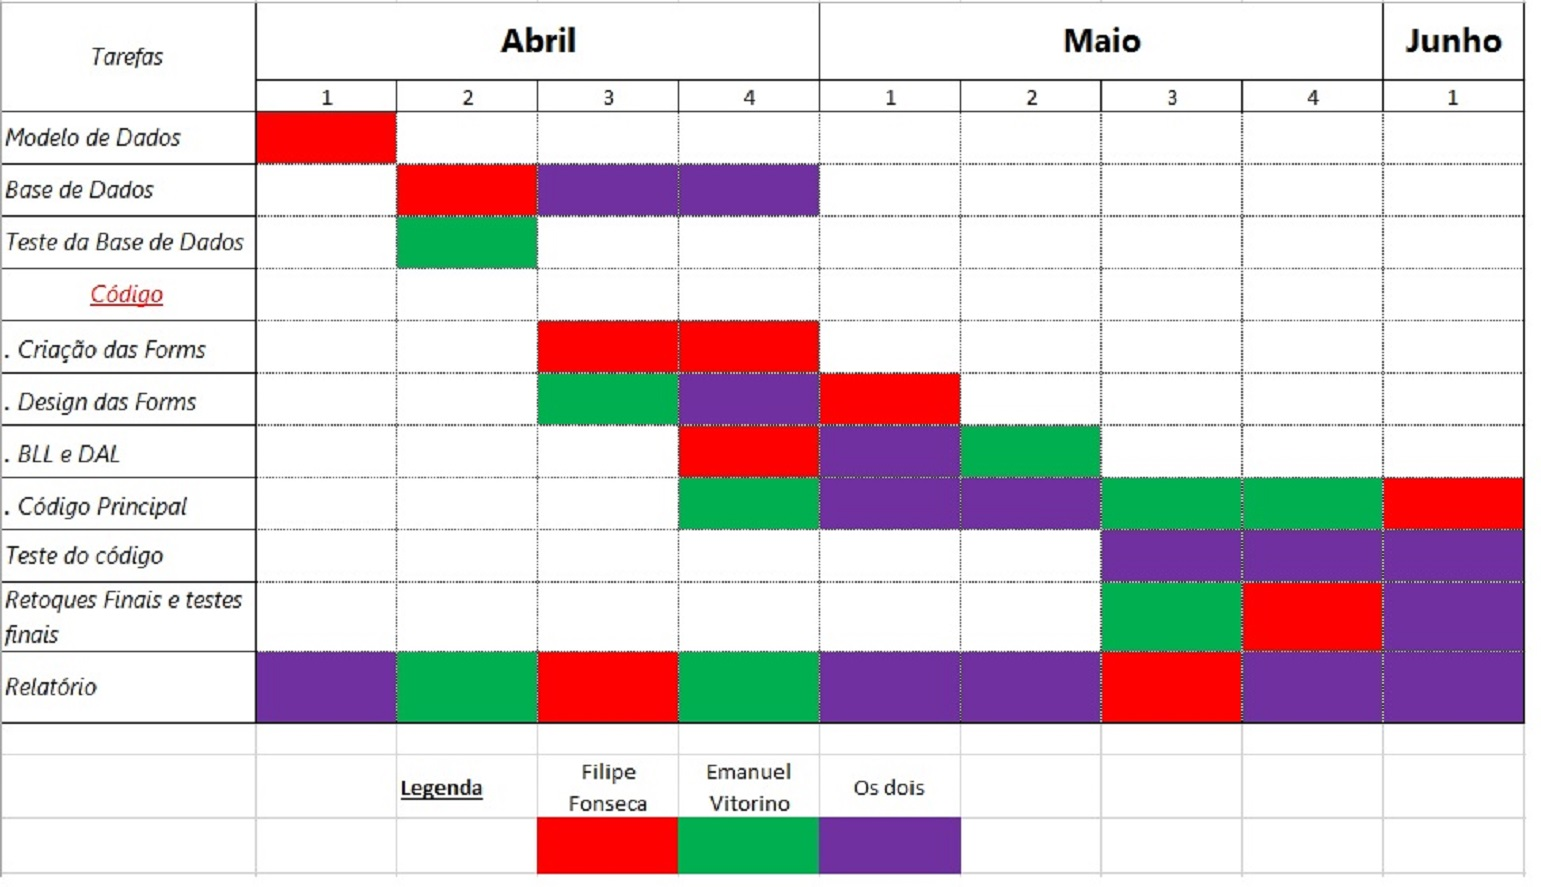 Tarefas
Abril
Maio
Junho
1 2 3 4 1 2 3 4 1
Modelo de Dados
Base de Dados
Teste da Base de Dados
Código
. Criação das Forms
. Design das Forms
. BLL e DAL
. Código Principal
Teste do código
Retoques Finais e testes
finais
Relatório
Legenda
Filipe
Fonseca
Emanuel
Vitorino
Os dois